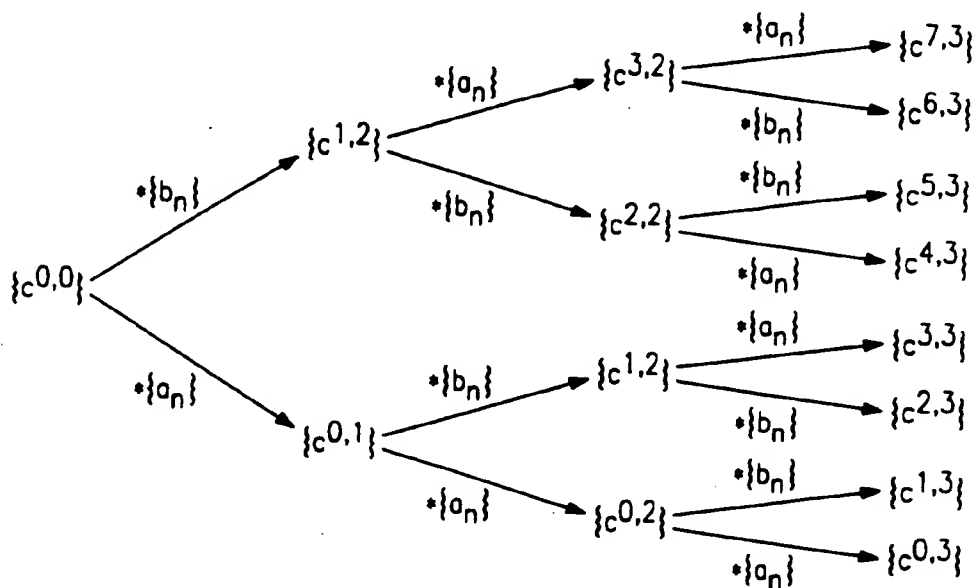 *{a_n}
{c^7,3}
*{a_n}
{c^3,2}
*{b_n}
{c^6,3}
{c^1,2}
*{b_n}
*{b_n}
{c^5,3}
*{b_n}
{c^2,2}
{c^4,3}
*{a_n}
{c^0,0}
*{a_n}
{c^3,3}
*{a_n}
*{b_n}
{c^1,2}
{c^2,3}
*{b_n}
{c^0,1}
*{b_n}
{c^1,3}
*{a_n}
{c^0,2}
{c^0,3}
*{a_n}